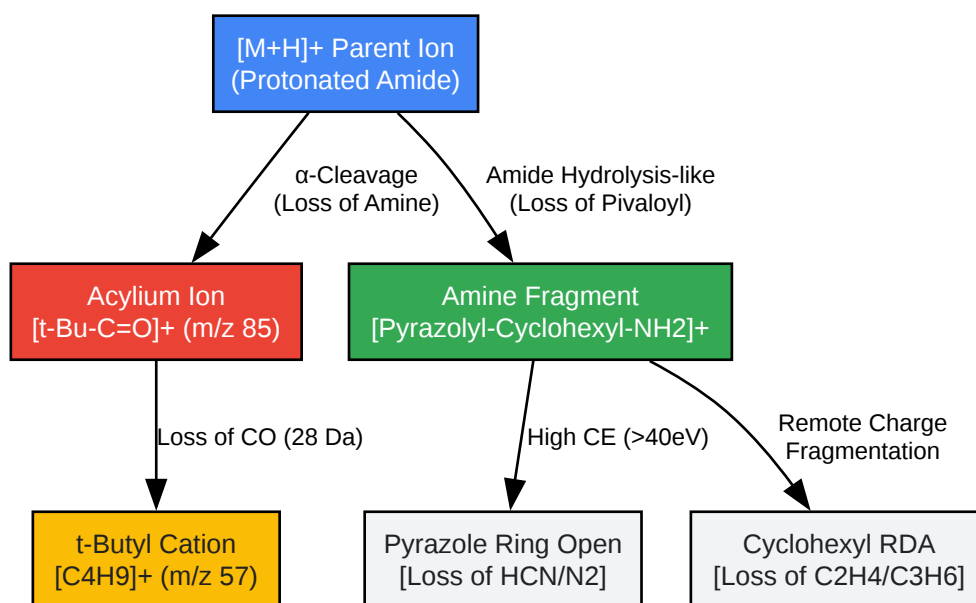 [M+H]+ Parent Ion
(Protonated Amide)
α-Cleavage
(Loss of Amine)
Amide Hydrolysis-like
(Loss of Pivaloyl)
Acylium Ion
[t-Bu-C=O]+ (m/z 85)
Amine Fragment
[Pyrazolyl-Cyclohexyl-NH2]+
Loss of CO (28 Da)
High CE (>40eV)
Remote Charge
Fragmentation
t-Butyl Cation
[C4H9]+ (m/z 57)
Pyrazole Ring Open
[Loss of HCN/N2]
Cyclohexyl RDA
[Loss of C2H4/C3H6]